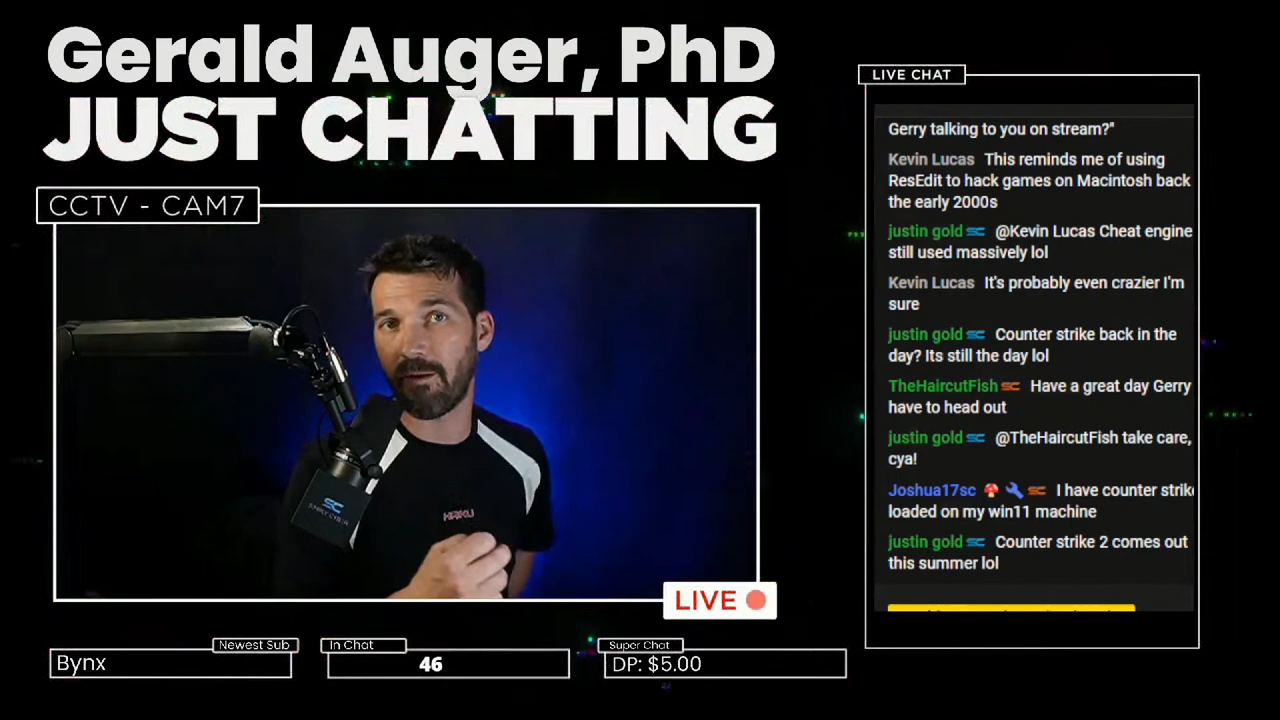 Gerald Auger, PhD
JUST CHATTING
CCTV - CAM7
SIMPLY CYBER
HAIKU
LIVE
Newest Sub
Bynx
In Chat
46
Super Chat
DP: $5.00
LIVE CHAT
Gerry talking to you on stream?"
Kevin Lucas This reminds me of using
ResEdit to hack games on Macintosh back
the early 2000s
justin gold @Kevin Lucas Cheat engine
still used massively lol
Kevin Lucas It's probably even crazier I'm
sure
justin gold Counter strike back in the
day? Its still the day lol
TheHaircutFish Have a great day Gerry
have to head out
justin gold @TheHaircutFish take care,
cya!
Joshua17sc I have counter strike
loaded on my win11 machine
justin gold Counter strike 2 comes out
this summer lol